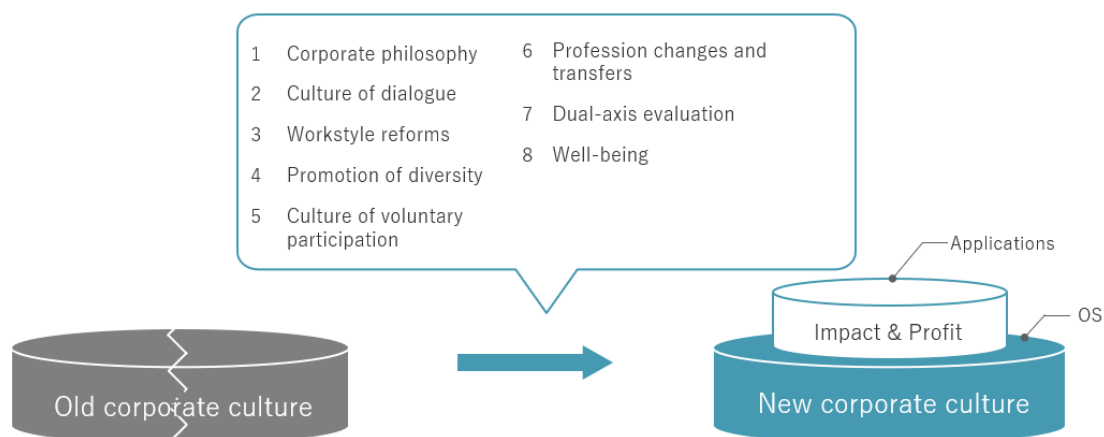 1 Corporate philosophy
2 Culture of dialogue
3 Workstyle reforms
4 Promotion of diversity
5 Culture of voluntary
participation
6 Profession changes and
transfers
7 Dual-axis evaluation
8 Well-being
Applications
OS
Impact & Profit
Old corporate culture
New corporate culture